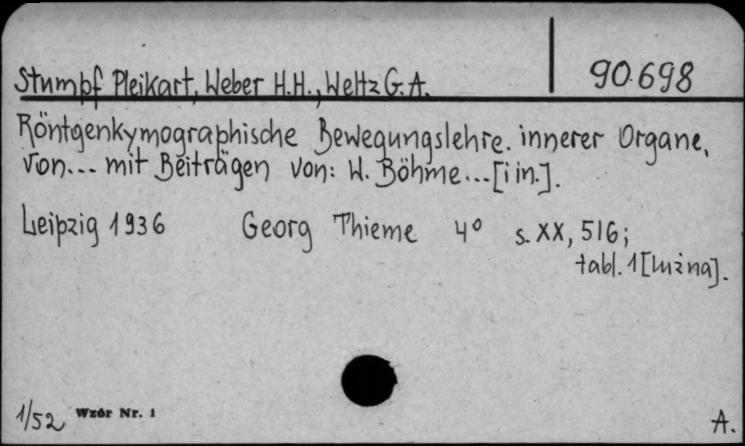 90.698
Stumpf Pleikart, Weber H.H., Weltz G.A.
Röntgenkymographische Bewegungslehre innerer Organe,
von... mit Beiträgen von: W. Böhme... [i in.].
Leipzig 1936 Georg Thieme 4° s. XX, 516;
tabl. 1 [luźna].
1/52 Wzór Nr. 1
A.